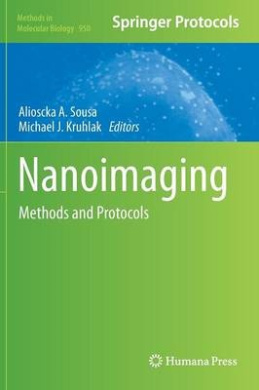 Methods in
Molecular Biology 950
Springer Protocols
Alioscka A. Sousa
Michael J. Kruhlak Editors
Nanoimaging
Methods and Protocols
Humana Press